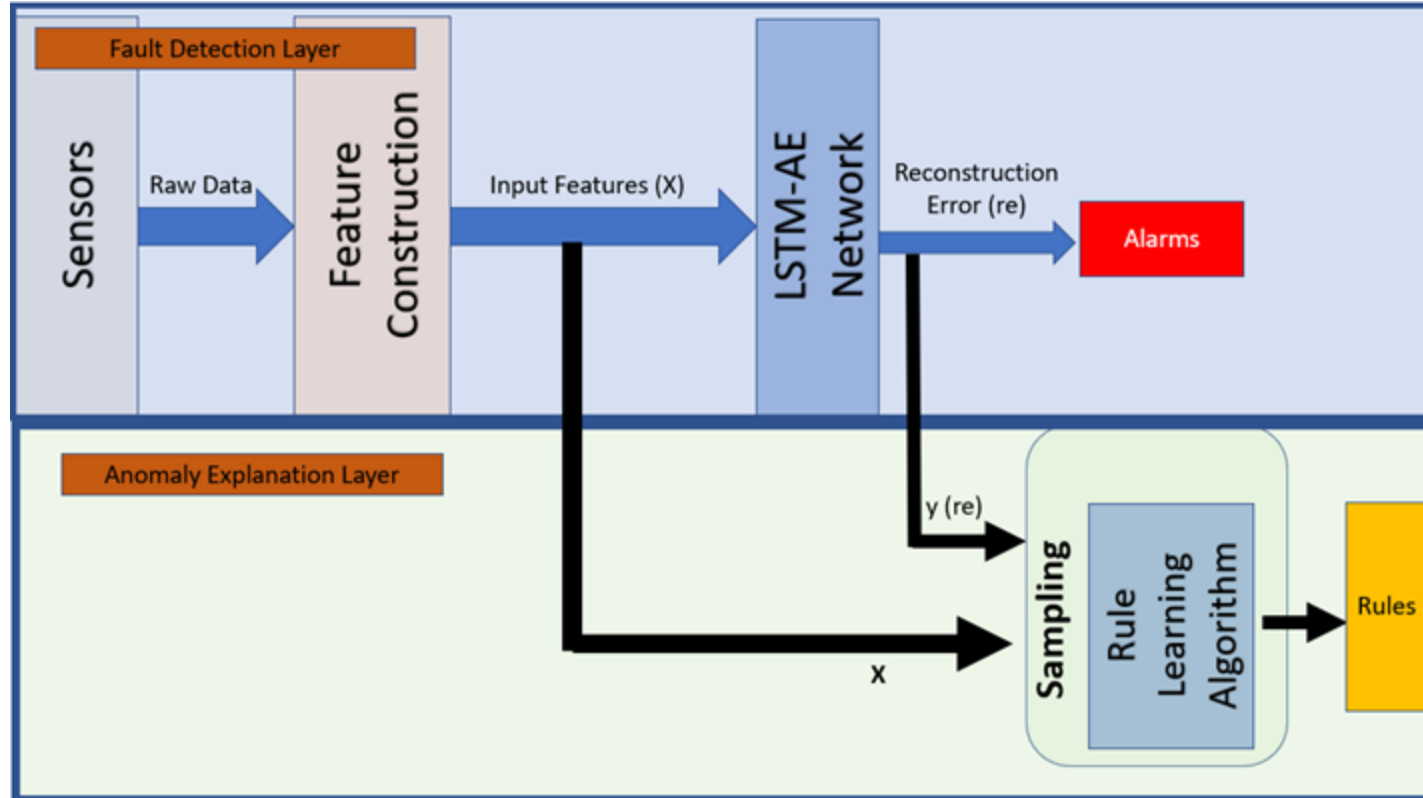 Fault Detection Layer
Sensors
Raw Data
Feature
Construction
Input Features (X)
LSTM-AE
Network
Reconstruction
Error (re)
Alarms
Anomaly Explanation Layer
y (re)
X
Sampling
Rule
Learning
Algorithm
Rules